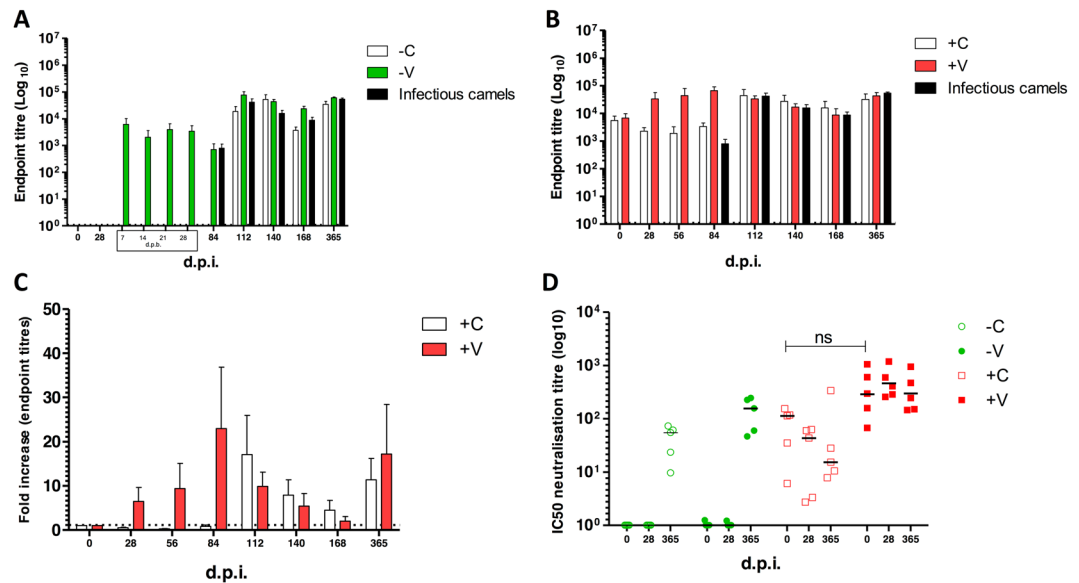 A
Endpoint titre (Log10)
10^7
10^6
10^5
10^4
10^3
10^2
10^1
10^0
0 28 7 14 21 28 84 112 140 168 365
d.p.b.
d.p.i.
-C
-V
Infectious camels
B
Endpoint titre (Log10)
10^7
10^6
10^5
10^4
10^3
10^2
10^1
10^0
0 28 56 84 112 140 168 365
d.p.i.
+C
+V
Infectious camels
C
Fold increase (endpoint titres)
50
40
30
20
10
0
0 28 56 84 112 140 168 365
d.p.i.
+C
+V
D
IC50 neutralisation titre (log10)
10^4
10^3
10^2
10^1
10^0
ns
0 28 365 0 28 365 0 28 365 0 28 365
d.p.i.
-C
-V
+C
+V